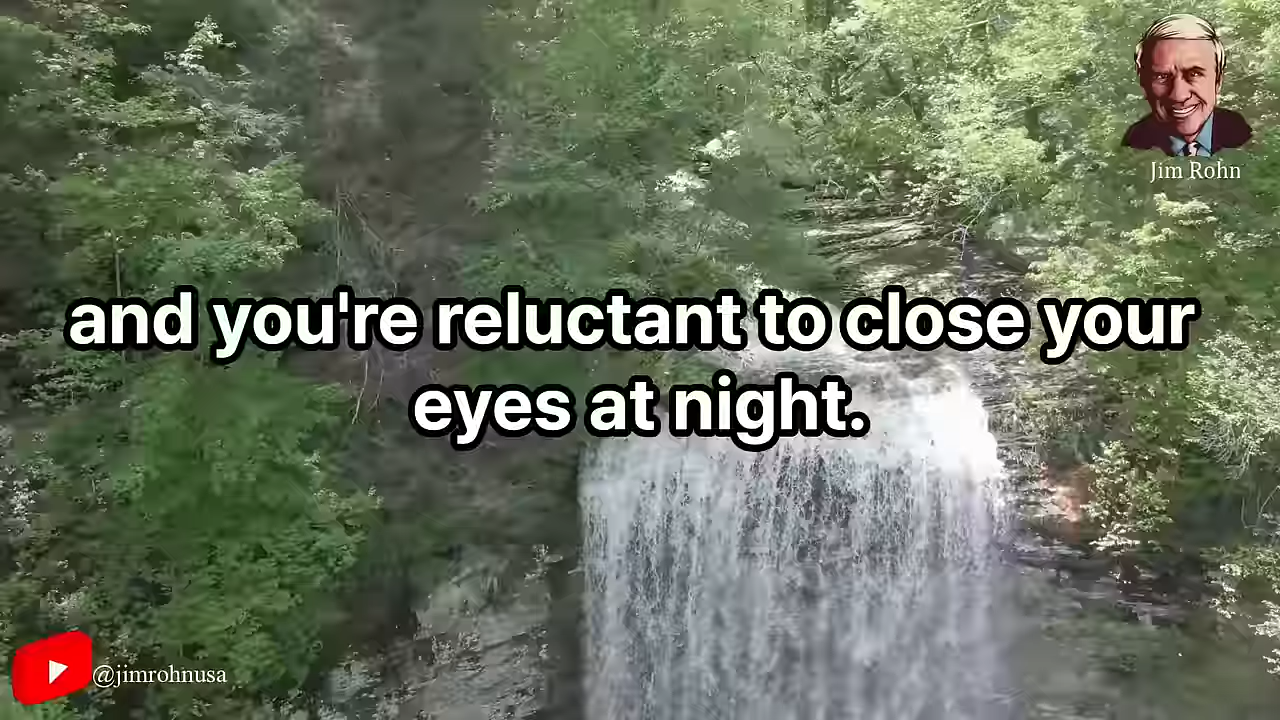 Jim Rohn
and you're reluctant to close your
eyes at night.
@jimrohnusa